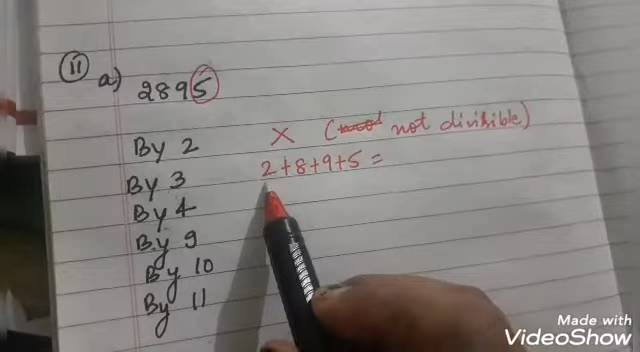 11
a) 2895
By 2 × (not divisible)
By 3 2+8+9+5=
By 4
By 9
By 10
By 11
Made with
VideoShow